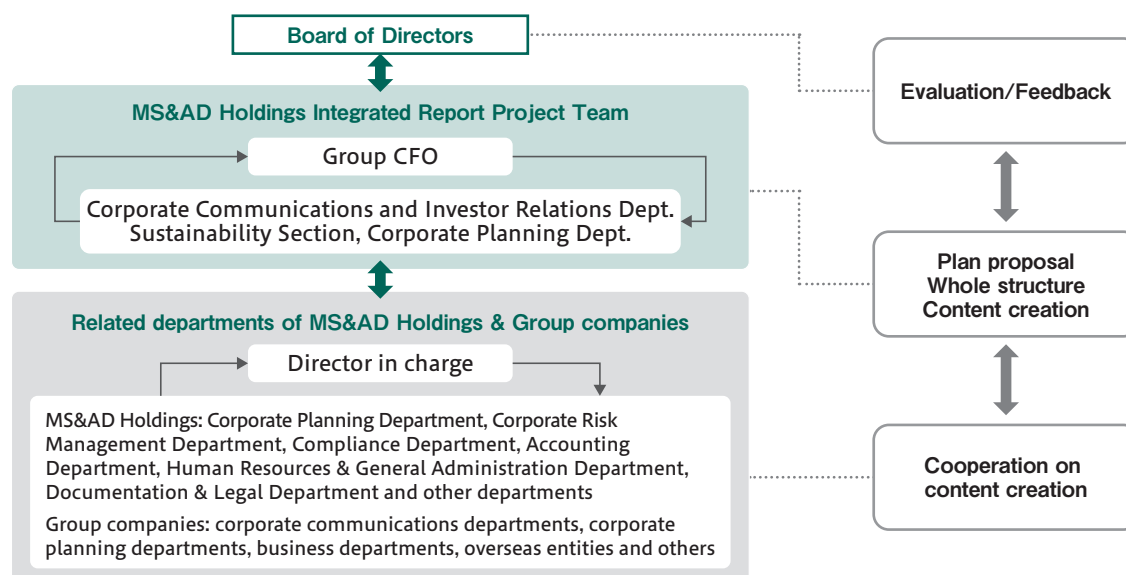 Board of Directors
MS&AD Holdings Integrated Report Project Team
Group CFO
Corporate Communications and Investor Relations Dept.
Sustainability Section, Corporate Planning Dept.
Related departments of MS&AD Holdings & Group companies
Director in charge
MS&AD Holdings: Corporate Planning Department, Corporate Risk
Management Department, Compliance Department, Accounting
Department, Human Resources & General Administration Department,
Documentation & Legal Department and other departments
Group companies: corporate communications departments, corporate
planning departments, business departments, overseas entities and others
Evaluation/Feedback
Plan proposal
Whole structure
Content creation
Cooperation on
content creation